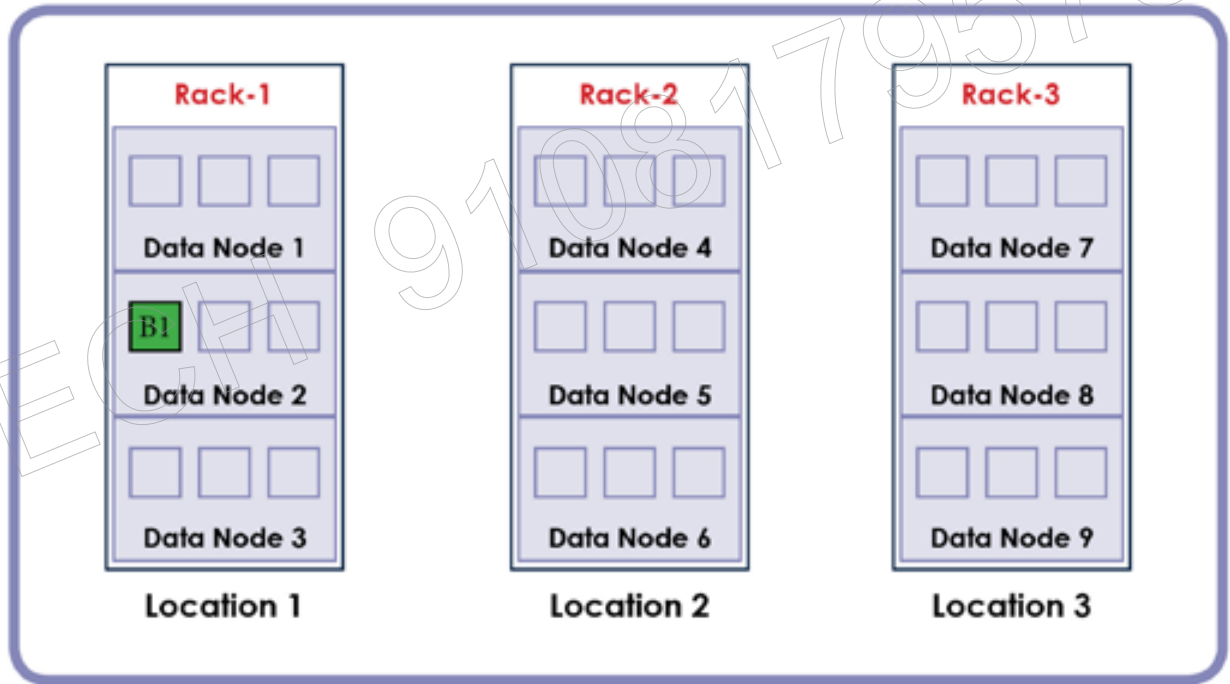 Rack-1
Rack-2
Rack-3
Data Node 1
Data Node 4
Data Node 7
B1
Data Node 2
Data Node 5
Data Node 8
Data Node 3
Data Node 6
Data Node 9
Location 1
Location 2
Location 3
ECH 910817957